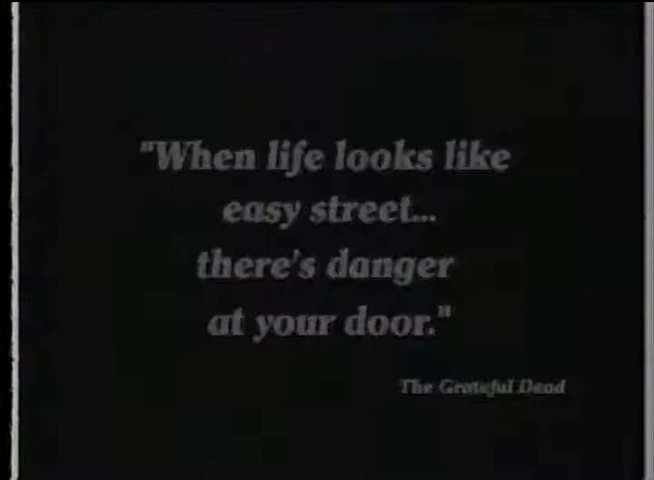 "When life looks like
easy street...
there's danger
at your door."
The Grateful Dead